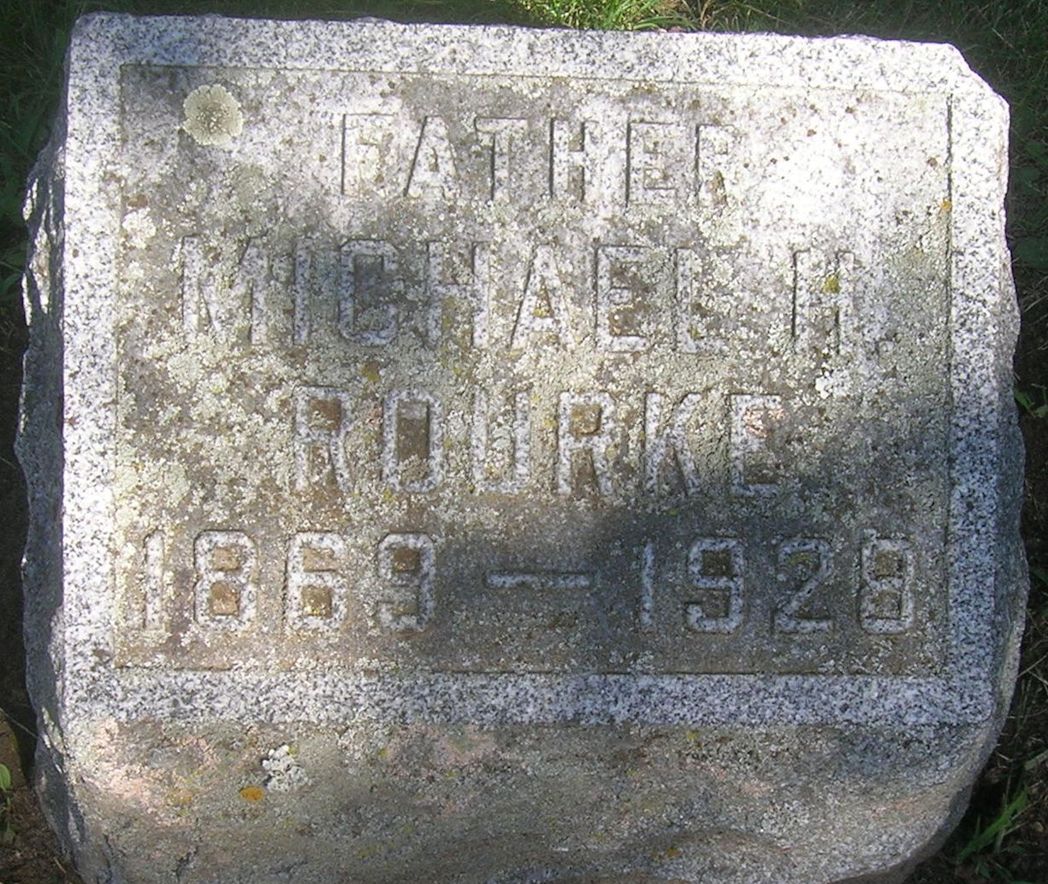 FATHER
MICHAEL H.
ROURKE
1869 — 1928